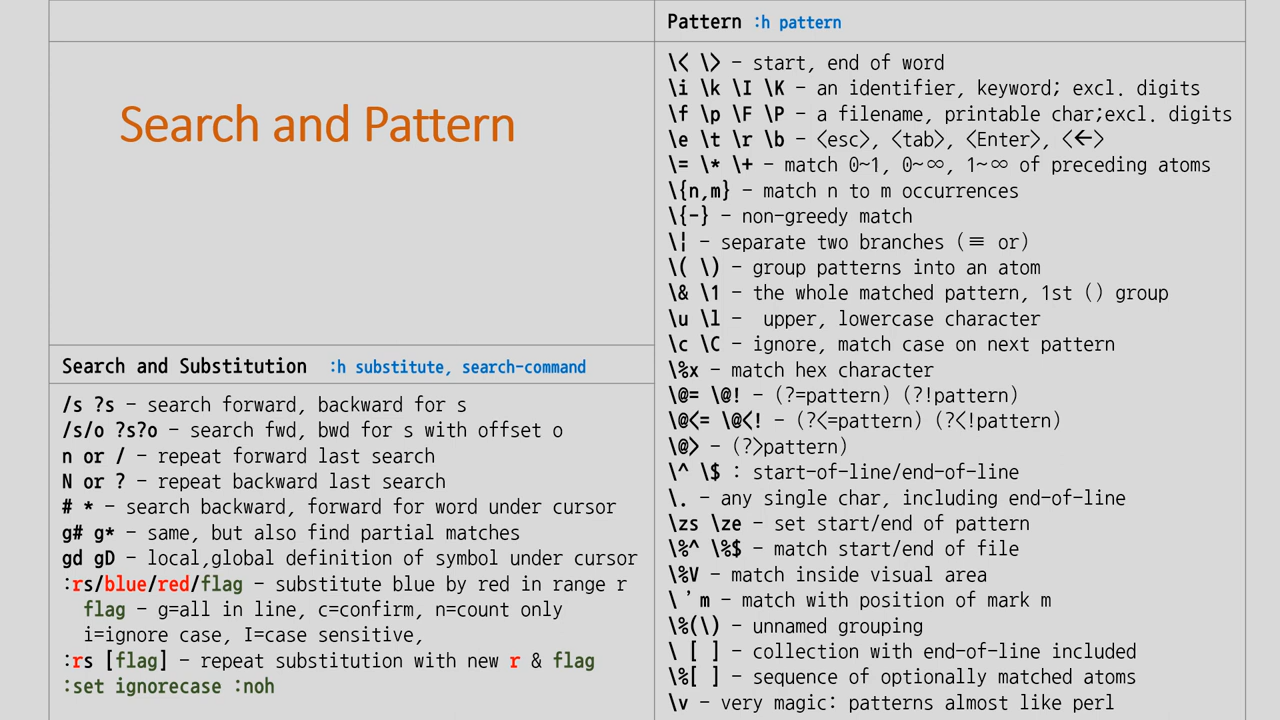 Search and Pattern
Search and Substitution :h substitute, search-command
/s ?s – search forward, backward for s
/s/o ?s?o – search fwd, bwd for s with offset o
n or / – repeat forward last search
N or ? – repeat backward last search
# * – search backward, forward for word under cursor
g# g* – same, but also find partial matches
gd gD – local,global definition of symbol under cursor
:rs/blue/red/flag – substitute blue by red in range r
flag – g=all in line, c=confirm, n=count only
i=ignore case, I=case sensitive,
:rs [flag] – repeat substitution with new r & flag
:set ignorecase :noh
Pattern :h pattern
\< \> – start, end of word
\i \k \I \K – an identifier, keyword; excl. digits
\f \p \F \P – a filename, printable char;excl. digits
\e \t \r \b – <esc>, <tab>, <Enter>, <←>
\= \* \+ – match 0~1, 0~∞, 1~∞ of preceding atoms
\{n,m} – match n to m occurrences
\{-} – non-greedy match
\¦ – separate two branches (≡ or)
\( \) – group patterns into an atom
\& \1 – the whole matched pattern, 1st () group
\u \l –  upper, lowercase character
\c \C – ignore, match case on next pattern
\%x – match hex character
\@= \@! – (?=pattern) (?!pattern)
\@<= \@<! – (?<=pattern) (?<!pattern)
\@> – (?>pattern)
\^ \$ : start-of-line/end-of-line
\. – any single char, including end-of-line
\zs \ze – set start/end of pattern
\%^ \%$ – match start/end of file
\%V – match inside visual area
\ ’m – match with position of mark m
\%(\) – unnamed grouping
\ [ ] – collection with end-of-line included
\%[ ] – sequence of optionally matched atoms
\v – very magic: patterns almost like perl